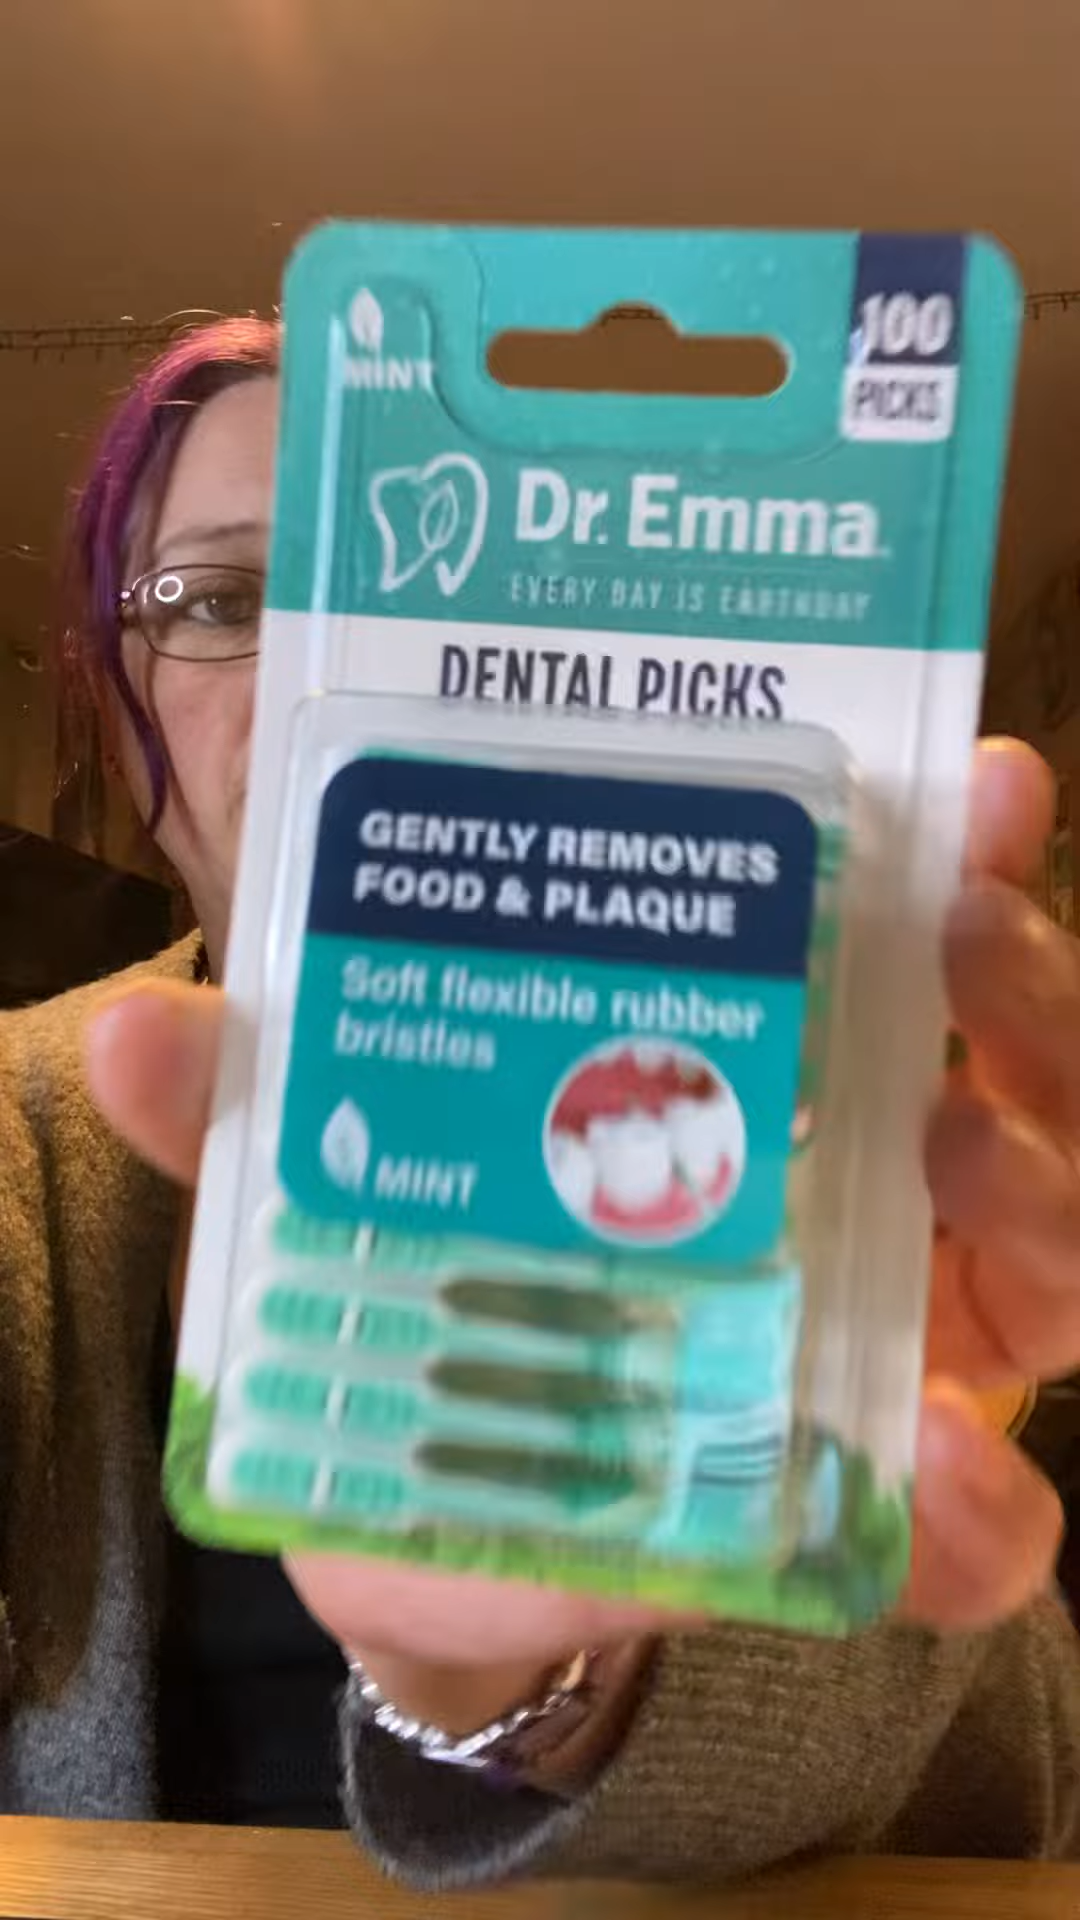 MINT
100
PICKS
Dr. Emma
EVERY DAY IS EARTHDAY
DENTAL PICKS
GENTLY REMOVES
FOOD & PLAQUE
Soft flexible rubber
bristles
MINT